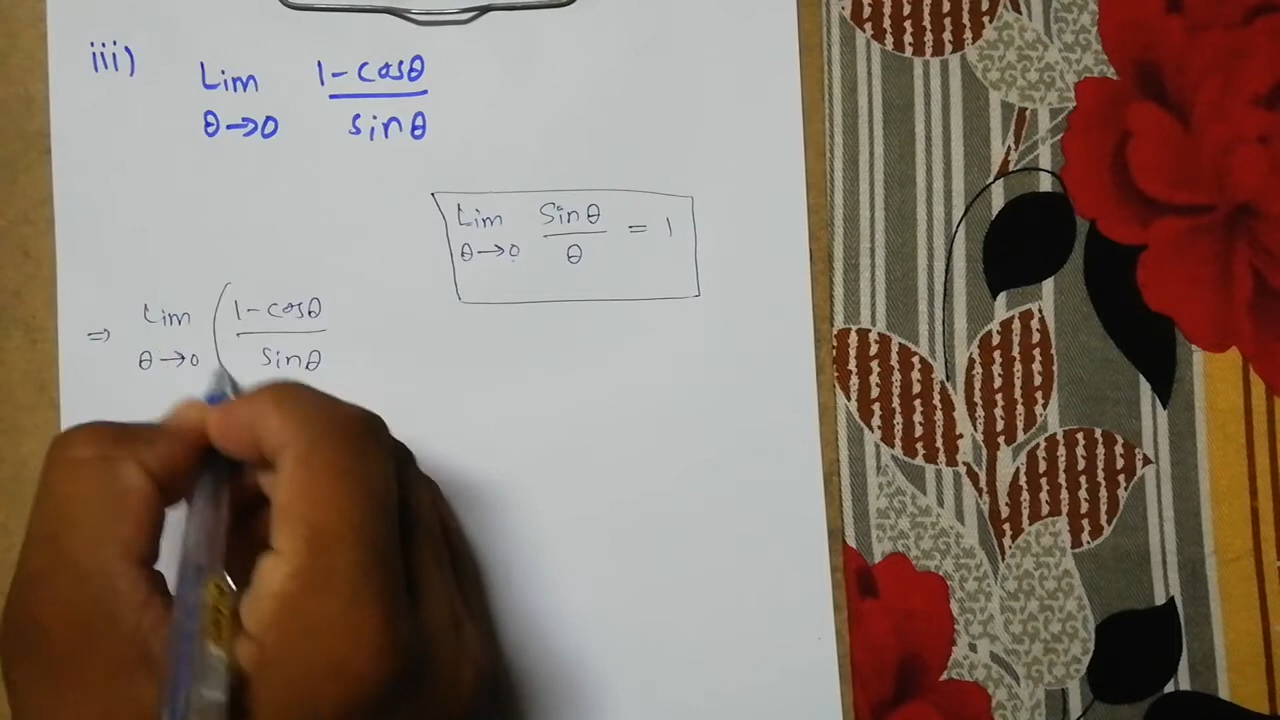 iii) Lim θ→0 1-cosθ / sinθ
Lim θ→0 sinθ / θ = 1
⇒ Lim θ→0 ( 1-cosθ / sinθ